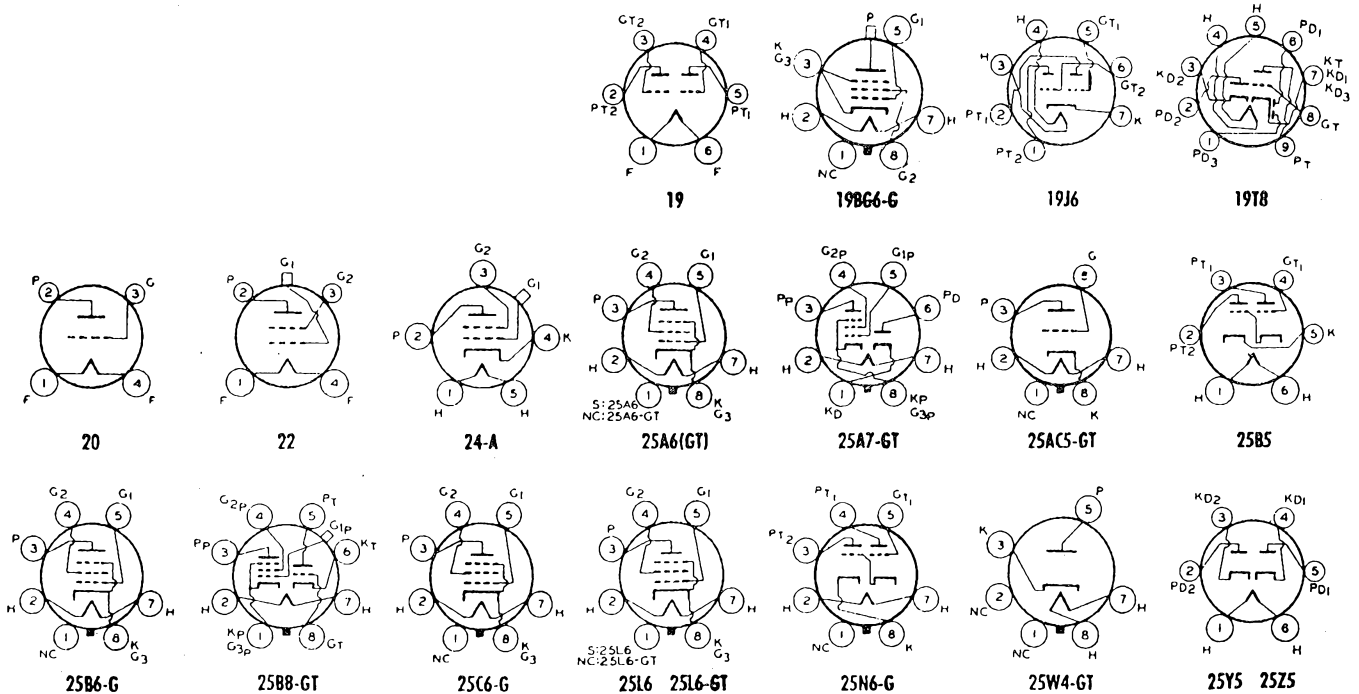 GT2 GT1
3 4
2 5
PT2 PT1
1 6
F F
19
P G1
5
K
G3 3
H 2 7 H
1 8
NC G2
19BG6-G
H GT1
4 5
H 3 6
GT2
PT1 2 7 K
1
PT2
19J6
H H PD1
4 5 6
KD2 3 7 KT
KD1
KD3
PD2 2 8 GT
1 9
PD3 PT
19T8
P 2 3 G
1 4
F F
20
G1
P 2 3 G2
1 4
F F
22
G2
3
G1
P 2 4 K
1 5
H H
24-A
G2 G1
4 5
P 3
H 2 7 H
1 8 K
G3
S:25A6
NC:25A6-GT
25A6(GT)
G2P G1P
4 5
PP 3 6 PD
H 2 7 H
1 8
KD KP
G3P
25A7-GT
G
P 3
H 2 7 H
1 8
NC K
25AC5-GT
PT1 GT1
3 4
2 5 K
PT2
1 6
H H
25B5
G2 G1
4 5
P 3
H 2 7 H
1 8 K
NC G3
25B6-G
G2P PT
4 5 G1P
PP 3 6 KT
H 2 7 H
KP 1 8 GT
G3P
25B8-GT
G2 G1
4 5
P 3
H 2 7 H
1 8 K
NC G3
25C6-G
G2 G1
4 5
P 3
H 2 7 H
1 8 K
G3
S:25L6
NC:25L6-GT
25L6 25L6-GT
PT1 GT1
4 5
PT2 3
H 2 7 H
1 8 K
NC
25N6-G
P
5
K 3
2 7 H
NC
1 8
NC H
25W4-GT
KD2 KD1
3 4
2 5
PD2 PD1
1 6
H H
25Y5 25Z5